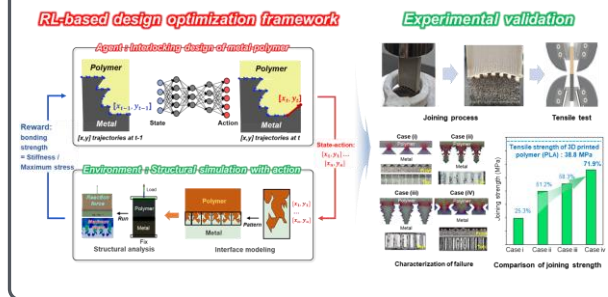 RL-based design optimization framework
Experimental validation
Agent : Interlocking design of metal polymer
Polymer
Metal
[x,y] trajectories at t-1
State
Action
Polymer
Metal
[x,y] trajectories at t
Reward:
bonding
strength
= Stiffness /
Maximum stress
State-action:
Environment : Structural simulation with action
Reaction
force
Run
Load
Polymer
Metal
Fix
Structural analysis
Polymer
Metal
Pattern
Interface modeling
Joining process
Tensile test
Case (i)
Metal
Case (ii)
Metal
Case (iii)
Metal
Case (iV)
Metal
Characterization of failure
Tensile strength of 3D printed
polymer (PLA) : 38.8 MPa
Joining strength (MPa)
25.3%
51.2%
58.3%
71.9%
Case i
Case ii
Case iii
Case iv
Comparison of joining strength